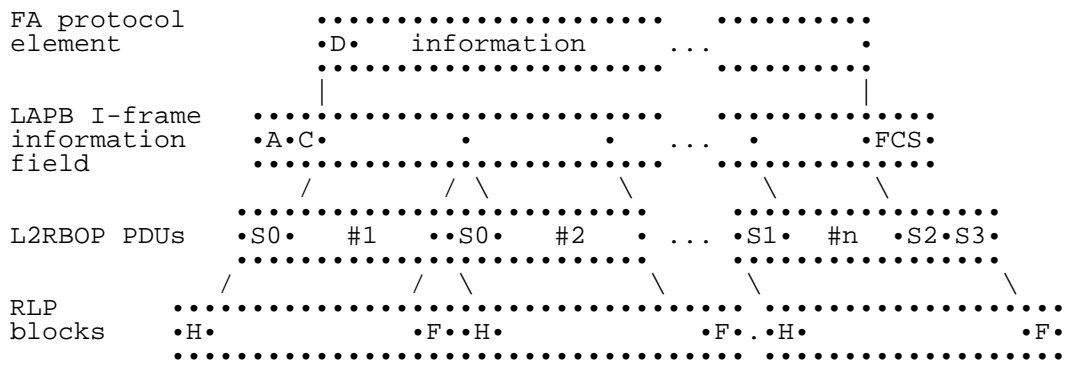 FA protocol
element •D• information ... •
LAPB I-frame
information •A•C• • • ... • •FCS•
field
L2RBOP PDUs •S0• #1 ••S0• #2 • ... •S1• #n •S2•S3•
RLP
blocks •H• •F••H• •F•.•H• •F•